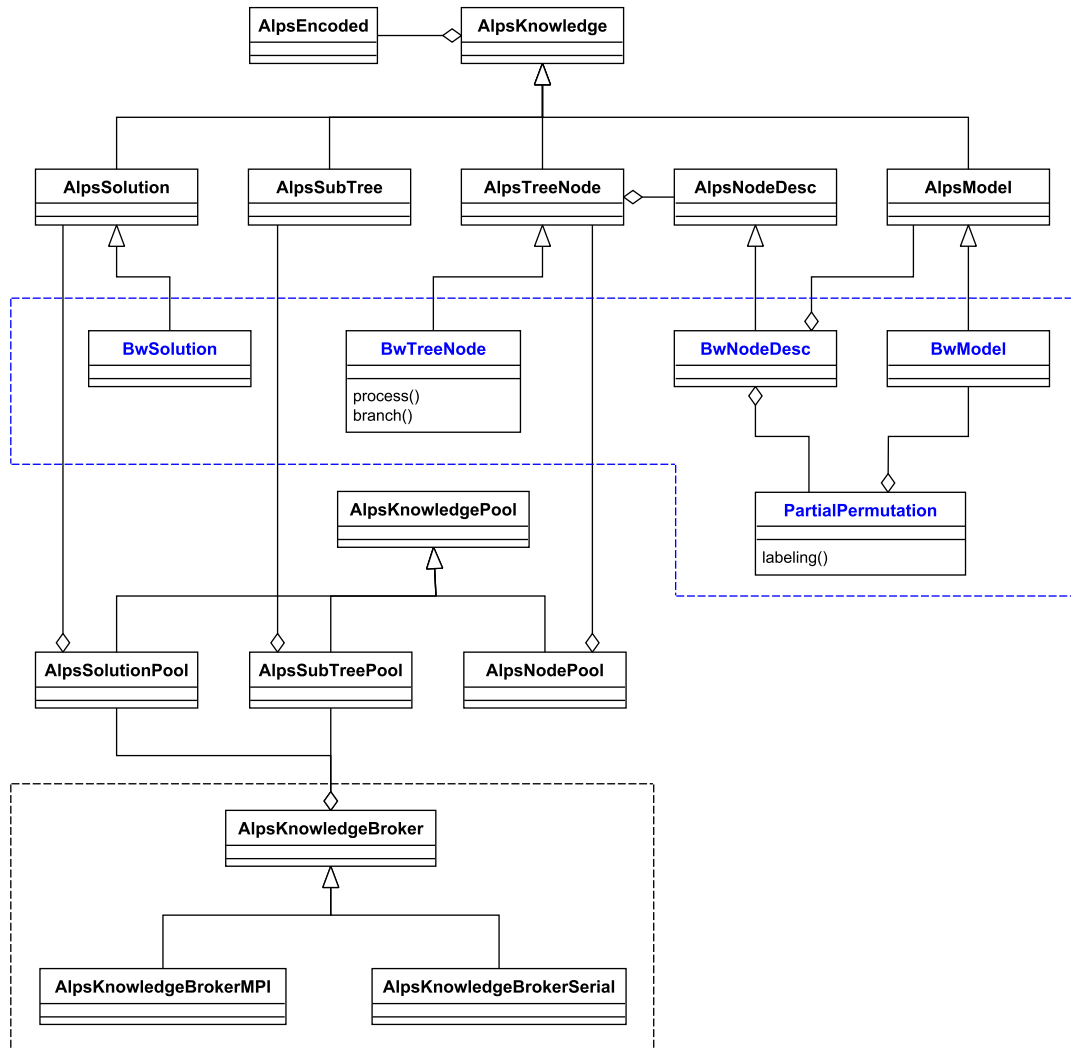 AlpsEncoded
AlpsKnowledge
AlpsSolution
AlpsSubTree
AlpsTreeNode
AlpsNodeDesc
AlpsModel
BwSolution
BwTreeNode
process()
branch()
BwNodeDesc
BwModel
AlpsKnowledgePool
PartialPermutation
labeling()
AlpsSolutionPool
AlpsSubTreePool
AlpsNodePool
AlpsKnowledgeBroker
AlpsKnowledgeBrokerMPI
AlpsKnowledgeBrokerSerial